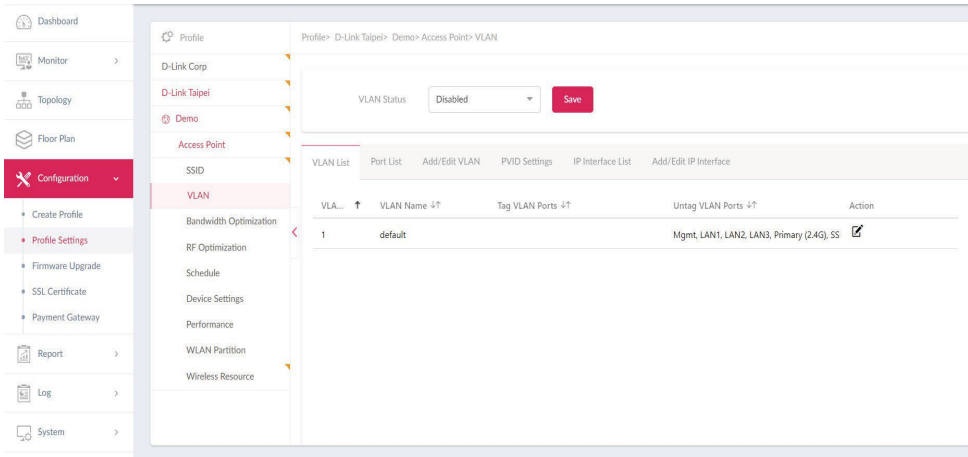 Dashboard
Monitor
Topology
Floor Plan
Configuration
Create Profile
Profile Settings
Firmware Upgrade
SSL Certificate
Payment Gateway
Report
Log
System
Profile
D-Link Corp
D-Link Taipei
Demo
Access Point
SSID
VLAN
Bandwidth Optimization
RF Optimization
Schedule
Device Settings
Performance
WLAN Partition
Wireless Resource
Profile> D-Link Taipei> Demo> Access Point> VLAN
VLAN Status Disabled Save
VLAN List Port List Add/Edit VLAN PVID Settings IP Interface List Add/Edit IP Interface
VLA... ↑ VLAN Name ↓↑ Tag VLAN Ports ↓↑ Untag VLAN Ports ↓↑ Action
1 default Mgmt, LAN1, LAN2, LAN3, Primary (2.4G), SS